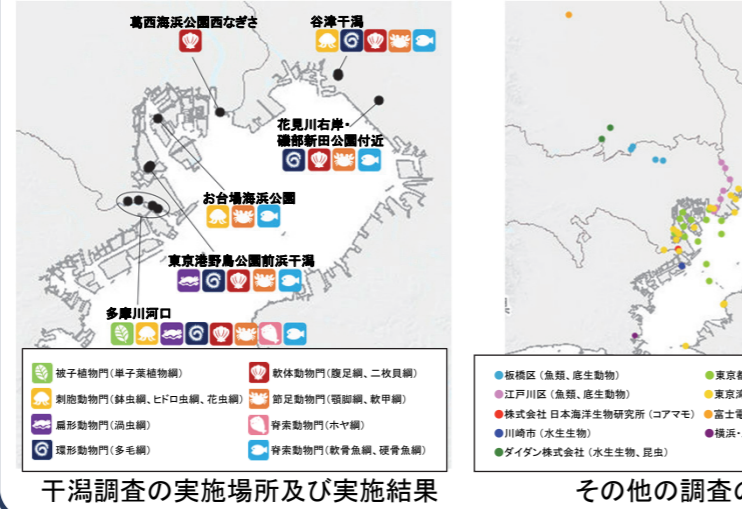 葛西海浜公園西なぎさ
谷津干潟
花見川右岸・
磯部新田公園付近
お台場海浜公園
東京港野鳥公園前浜干潟
多摩川河口
被子植物門(単子葉植物綱)
刺胞動物門(鉢虫綱、ヒドロ虫綱、花虫綱)
扁形動物門(渦虫綱)
環形動物門(多毛綱)
軟体動物門(腹足綱、二枚貝綱)
節足動物門(顎脚綱、軟甲綱)
脊索動物門(ホヤ綱)
脊索動物門(軟骨魚綱、硬骨魚綱)
干潟調査の実施場所及び実施結果
板橋区 (魚類、底生動物)
江戸川区 (魚類、底生動物)
株式会社 日本海洋生物研究所 (コアマモ)
川崎市 (水生生物)
ダイダン株式会社 (水生生物、昆虫)
東京都
東京湾
富士電
横浜・
その他の調査の